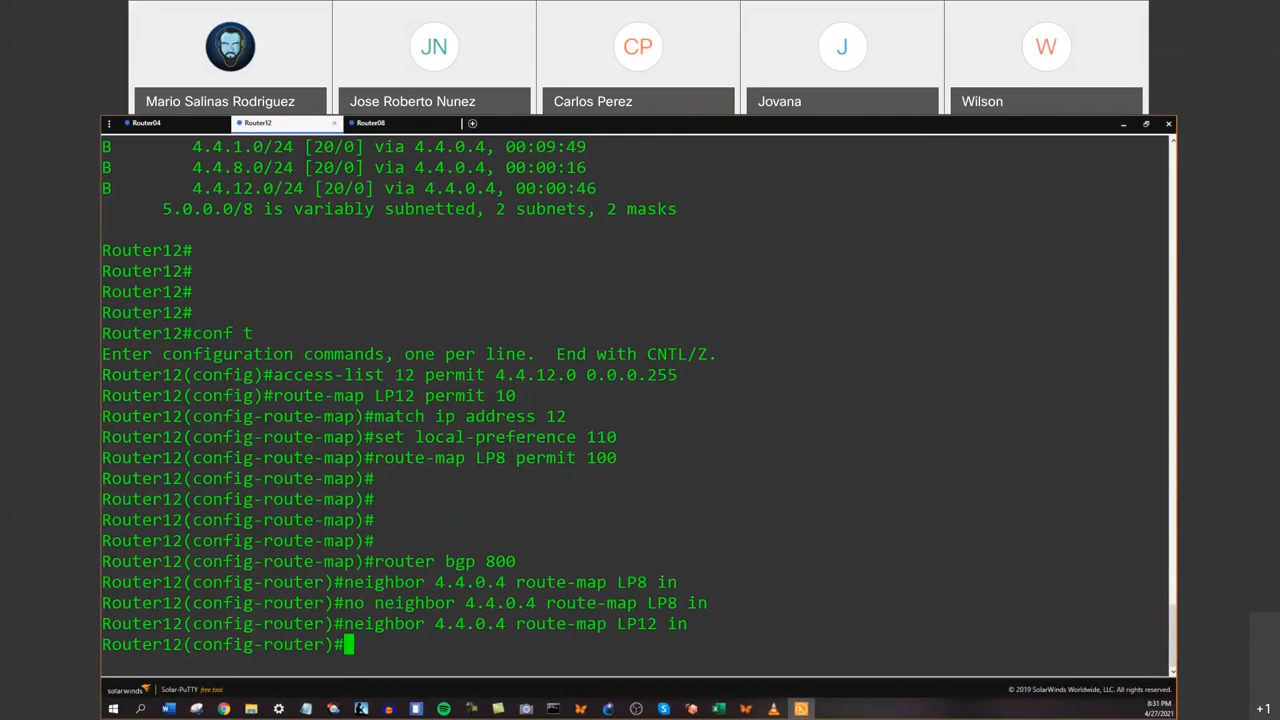 JN
CP
J
W
Mario Salinas Rodriguez
Jose Roberto Nunez
Carlos Perez
Jovana
Wilson
Router04
Router12
Router08
B 4.4.1.0/24 [20/0] via 4.4.0.4, 00:09:49
B 4.4.8.0/24 [20/0] via 4.4.0.4, 00:00:16
B 4.4.12.0/24 [20/0] via 4.4.0.4, 00:00:46
5.0.0.0/8 is variably subnetted, 2 subnets, 2 masks
Router12#
Router12#
Router12#
Router12#
Router12#conf t
Enter configuration commands, one per line. End with CNTL/Z.
Router12(config)#access-list 12 permit 4.4.12.0 0.0.0.255
Router12(config)#route-map LP12 permit 10
Router12(config-route-map)#match ip address 12
Router12(config-route-map)#set local-preference 110
Router12(config-route-map)#route-map LP8 permit 100
Router12(config-route-map)#
Router12(config-route-map)#
Router12(config-route-map)#
Router12(config-route-map)#
Router12(config-route-map)#router bgp 800
Router12(config-router)#neighbor 4.4.0.4 route-map LP8 in
Router12(config-router)#no neighbor 4.4.0.4 route-map LP8 in
Router12(config-router)#neighbor 4.4.0.4 route-map LP12 in
Router12(config-router)#
solarwinds
Solar-PuTTY free tool
© 2019 SolarWinds Worldwide, LLC. All rights reserved.
8:31 PM
4/27/2021
+1